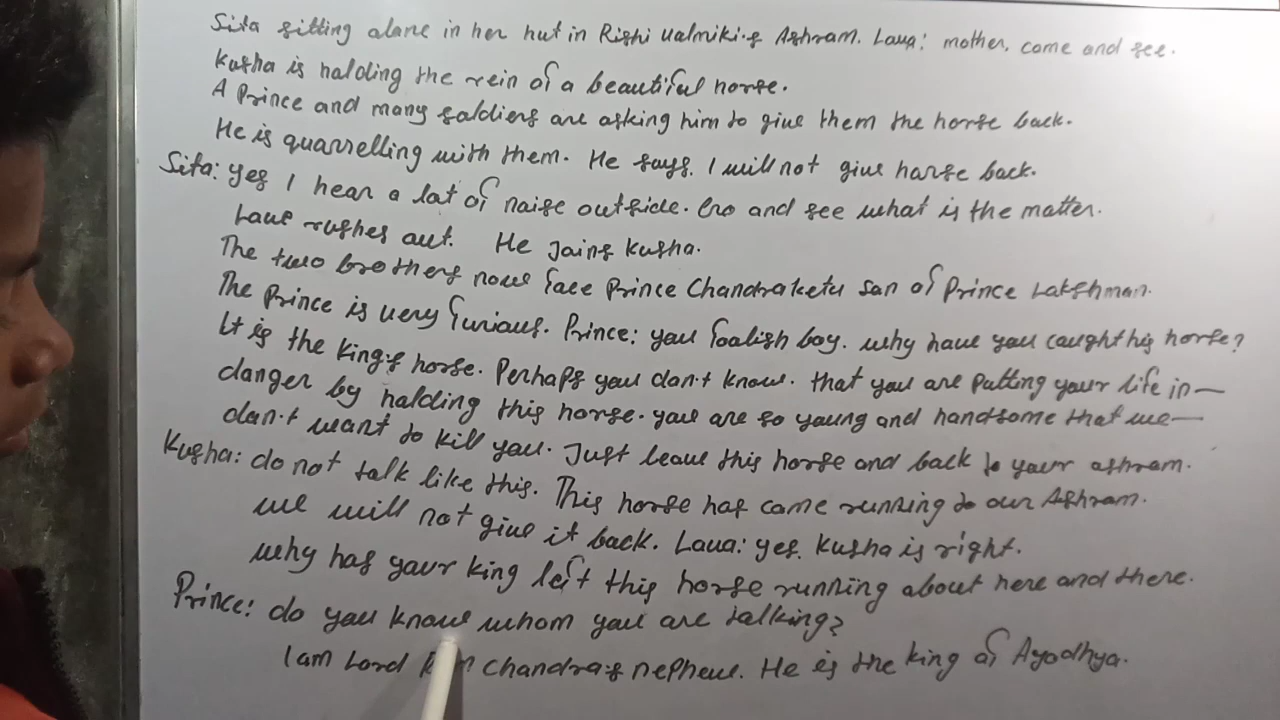 Sita sitting alone in her hut in Rishi Valmiki's Ashram. Lava: mother, come and see.
Kusha is holding the rein of a beautiful horse.
A Prince and many soldiers are asking him to give them the horse back.
He is quarrelling with them. He says. I will not give horse back.
Sita: yes I hear a lot of noise outside. Go and see what is the matter.
Lava rushes out. He joins Kusha.
The two brothers now face Prince Chandraketu son of Prince Lakshman.
The Prince is very furious. Prince: you foolish boy. why have you caught his horse?
It is the king's horse. Perhaps you don't know. that you are putting your life in—
danger by holding this horse. you are so young and handsome that we—
don't want to kill you. Just leave this horse and back to your ashram.
Kusha: do not talk like this. This horse has come running to our Ashram.
we will not give it back. Lava: yes. Kusha is right.
why has your king left this horse running about here and there.
Prince: do you know whom you are talking?
I am Lord Chandra's nephew. He is the king of Ayodhya.